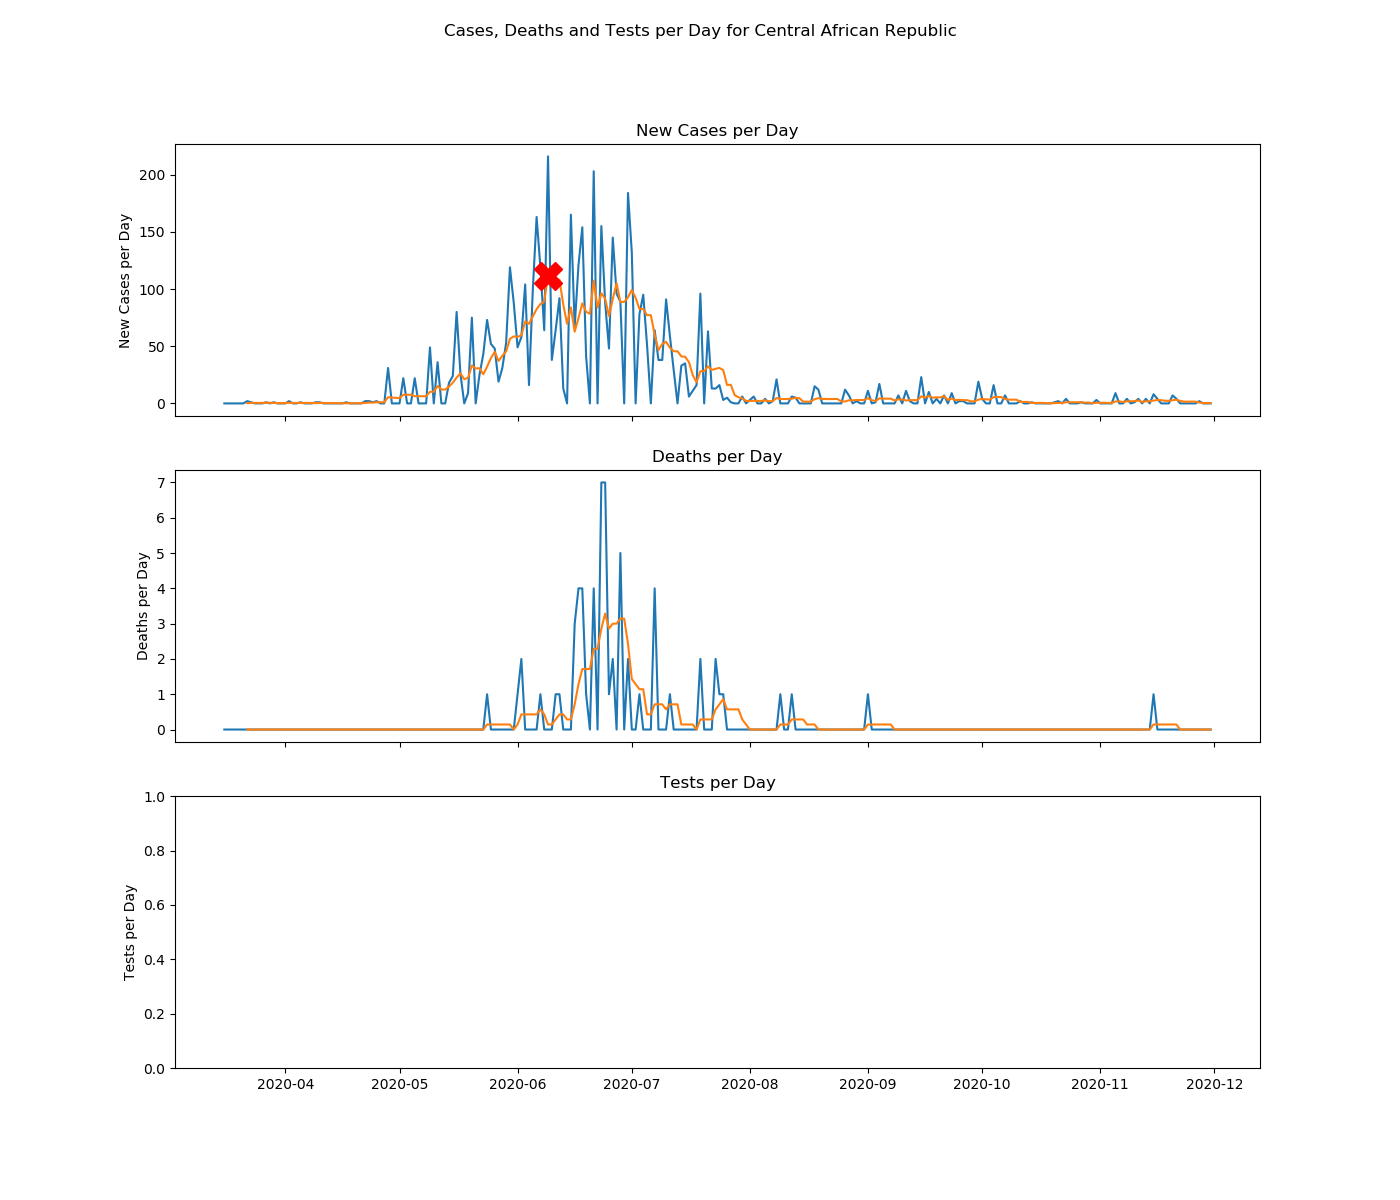 Cases, Deaths and Tests per Day for Central African Republic
New Cases per Day
New Cases per Day
200
150
100
50
0
Deaths per Day
Deaths per Day
7
6
5
4
3
2
1
0
Tests per Day
Tests per Day
1.0
0.8
0.6
0.4
0.2
0.0
2020-04 2020-05 2020-06 2020-07 2020-08 2020-09 2020-10 2020-11 2020-12